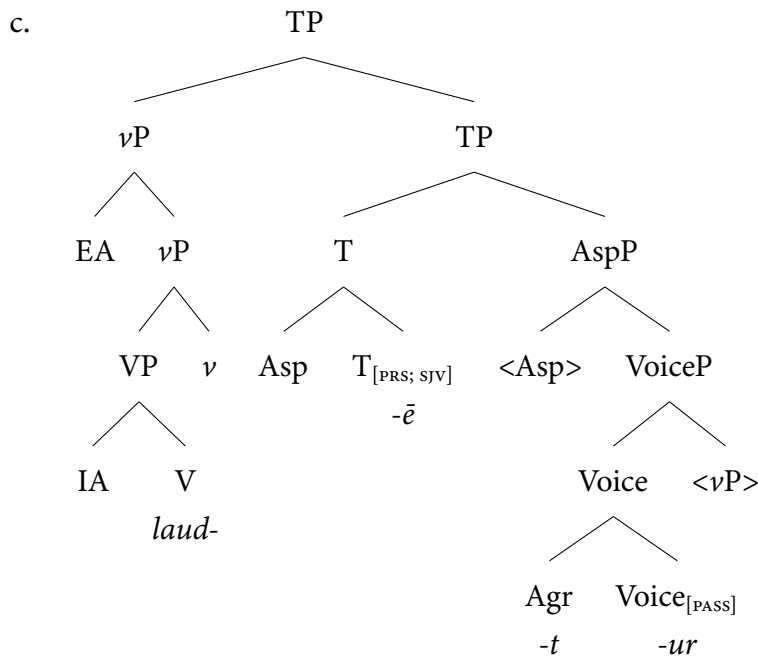 c. TP
vP TP
EA vP T AspP
VP v Asp T[PRS; SJV] <Asp> VoiceP
-ē
IA V Voice <vP>
laud-
Agr Voice[PASS]
-t -ur